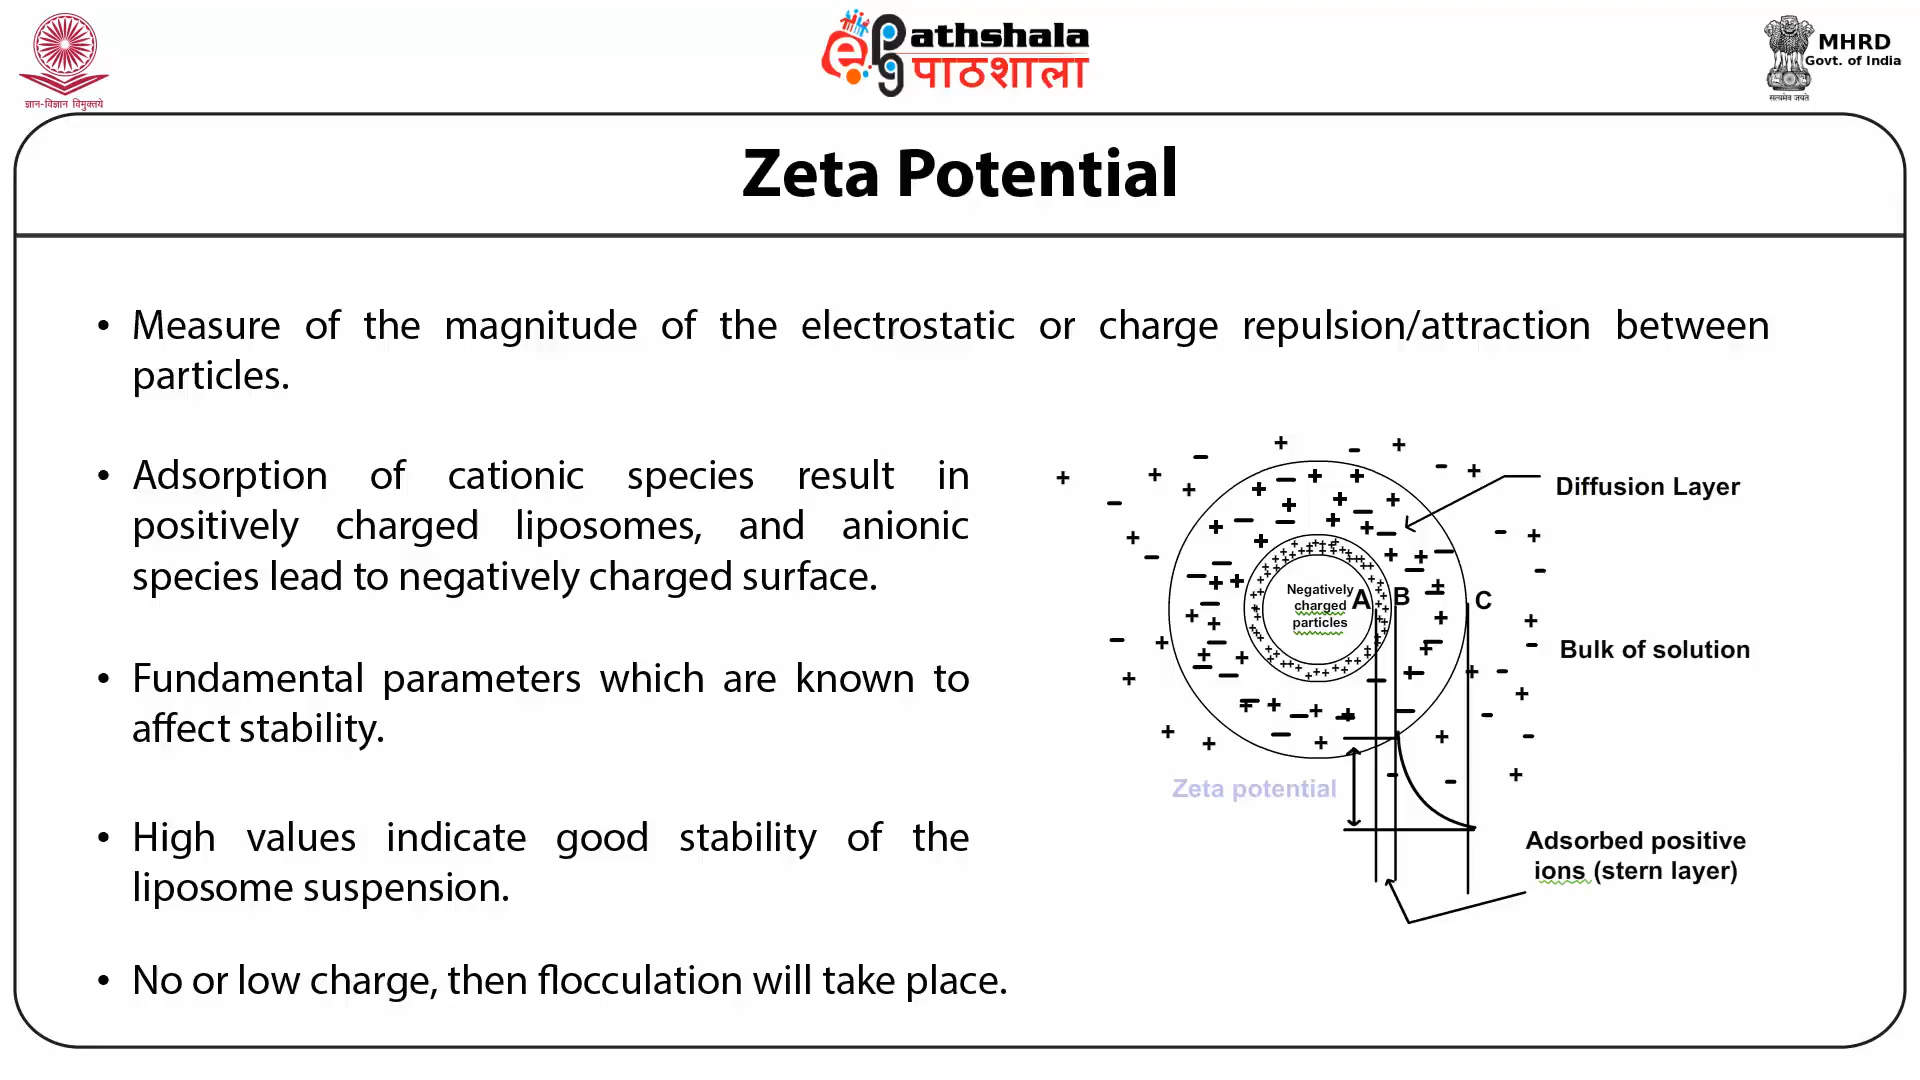 ज्ञान-विज्ञान विमुक्तये
ePathshala
पाठशाला
MHRD
Govt. of India
सत्यमेव जयते
Zeta Potential
• Measure of the magnitude of the electrostatic or charge repulsion/attraction between
particles.
• Adsorption of cationic species result in
positively charged liposomes, and anionic
species lead to negatively charged surface.
• Fundamental parameters which are known to
affect stability.
• High values indicate good stability of the
liposome suspension.
• No or low charge, then flocculation will take place.
Diffusion Layer
Negatively
charged
particles
A
B
C
Bulk of solution
Zeta potential
Adsorbed positive
ions (stern layer)